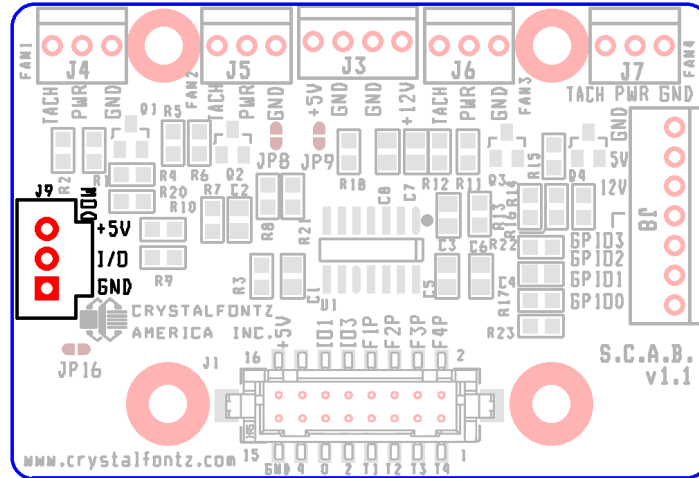 FAN1
J4
TACH PWR GND
FAN2
J5
TACH PWR GND
J3
+5V GND GND +12V
J6
TACH PWR GND
FAN3
J7
TACH PWR GND
FAN4
R2
R1
Q1
R5
R4
R6
Q2
JP8
JP9
R18
C8
C7
R12
R11
Q3
R14
R15
Q4
GND
5V
12V
J8
GPIO3
GPIO2
GPIO1
GPIO0
J9
DOW
+5V
I/O
GND
R20
R10
R7
C2
R8
R21
R9
R3
C1
U1
C3
C6
C5
R13
R16
R22
C4
R17
R23
CRYSTALFONTZ
AMERICA INC.
JP16
J1
16
+5V IO1 IO3 F1P F2P F3P F4P
2
S.C.A.B.
v1.1
www.crystalfontz.com
15
GND 4 0 2 T1 T2 T3 T4
1